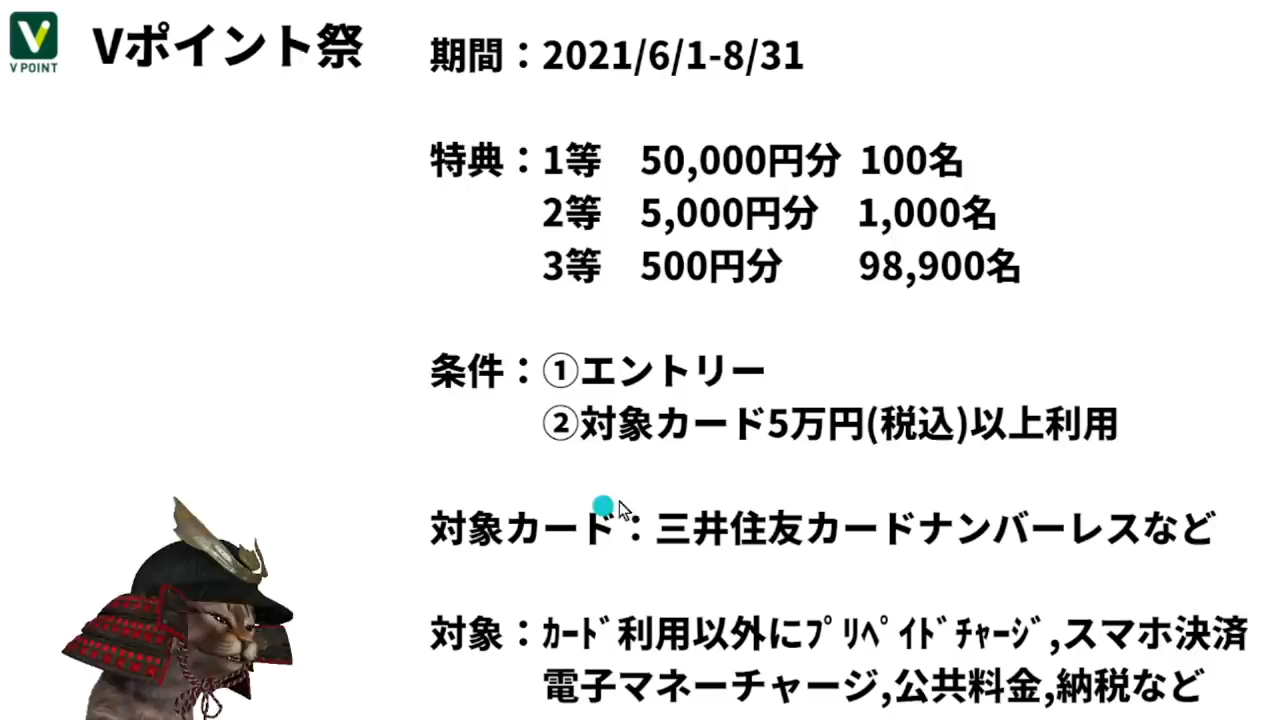 V POINT
Vポイント祭
期間：2021/6/1-8/31
特典：1等　50,000円分 100名
2等　5,000円分　1,000名
3等　500円分　　98,900名
条件：①エントリー
②対象カード5万円(税込)以上利用
対象カード：三井住友カードナンバーレスなど
対象：ｶｰﾄﾞ利用以外にﾌﾟﾘﾍﾟｲﾄﾞﾁｬｰｼﾞ,スマホ決済
電子マネーチャージ,公共料金,納税など